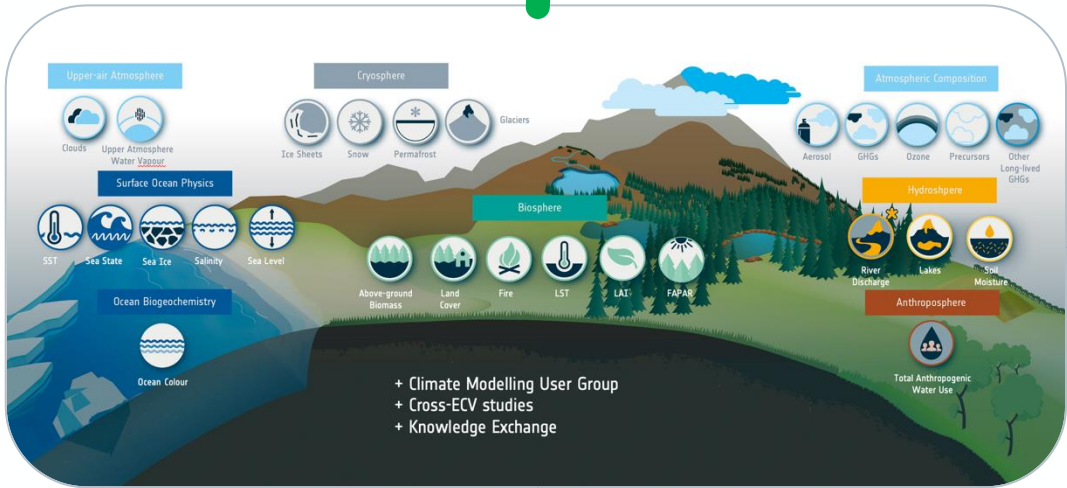 Upper-air Atmosphere
Clouds
Upper Atmosphere
Water Vapour
Cryosphere
Ice Sheets
Snow
Permafrost
Glaciers
Atmospheric Composition
Aerosol
GHGs
Ozone
Precursors
Other
Long-lived
GHGs
Surface Ocean Physics
SST
Sea State
Sea Ice
Salinity
Sea Level
Biosphere
Above-ground
Biomass
Land
Cover
Fire
LST
LAI
FAPAR
Hydroshpere
River
Discharge
Lakes
Soil
Moisture
Ocean Biogeochemistry
Ocean Colour
Anthroposphere
Total Anthropogenic
Water Use
+ Climate Modelling User Group
+ Cross-ECV studies
+ Knowledge Exchange